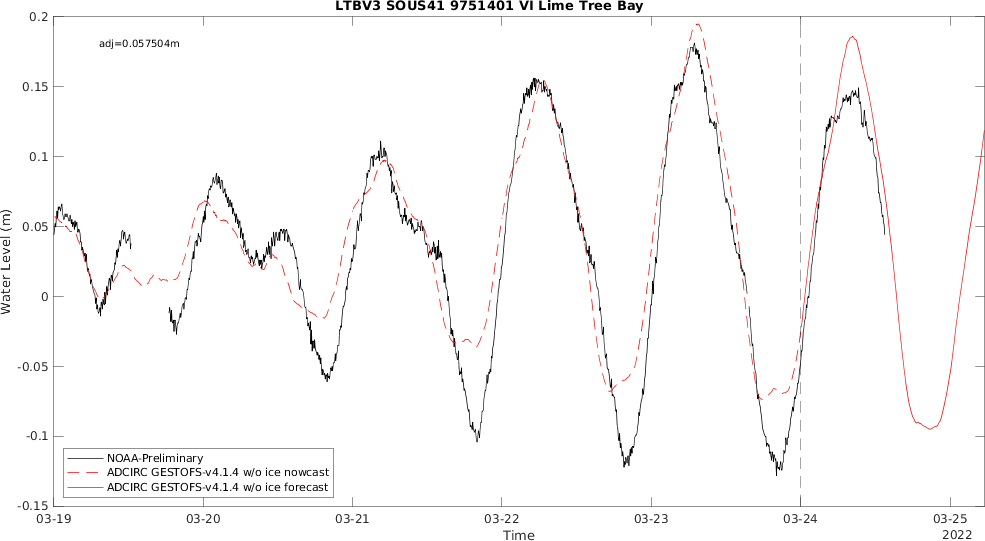 LTBV3 SOUS41 9751401 VI Lime Tree Bay
adj=0.057504m
0.2
0.15
0.1
0.05
0
-0.05
-0.1
-0.15
Water Level (m)
NOAA-Preliminary
ADCIRC GESTOFS-v4.1.4 w/o ice nowcast
ADCIRC GESTOFS-v4.1.4 w/o ice forecast
03-19 03-20 03-21 03-22 03-23 03-24 03-25
2022
Time